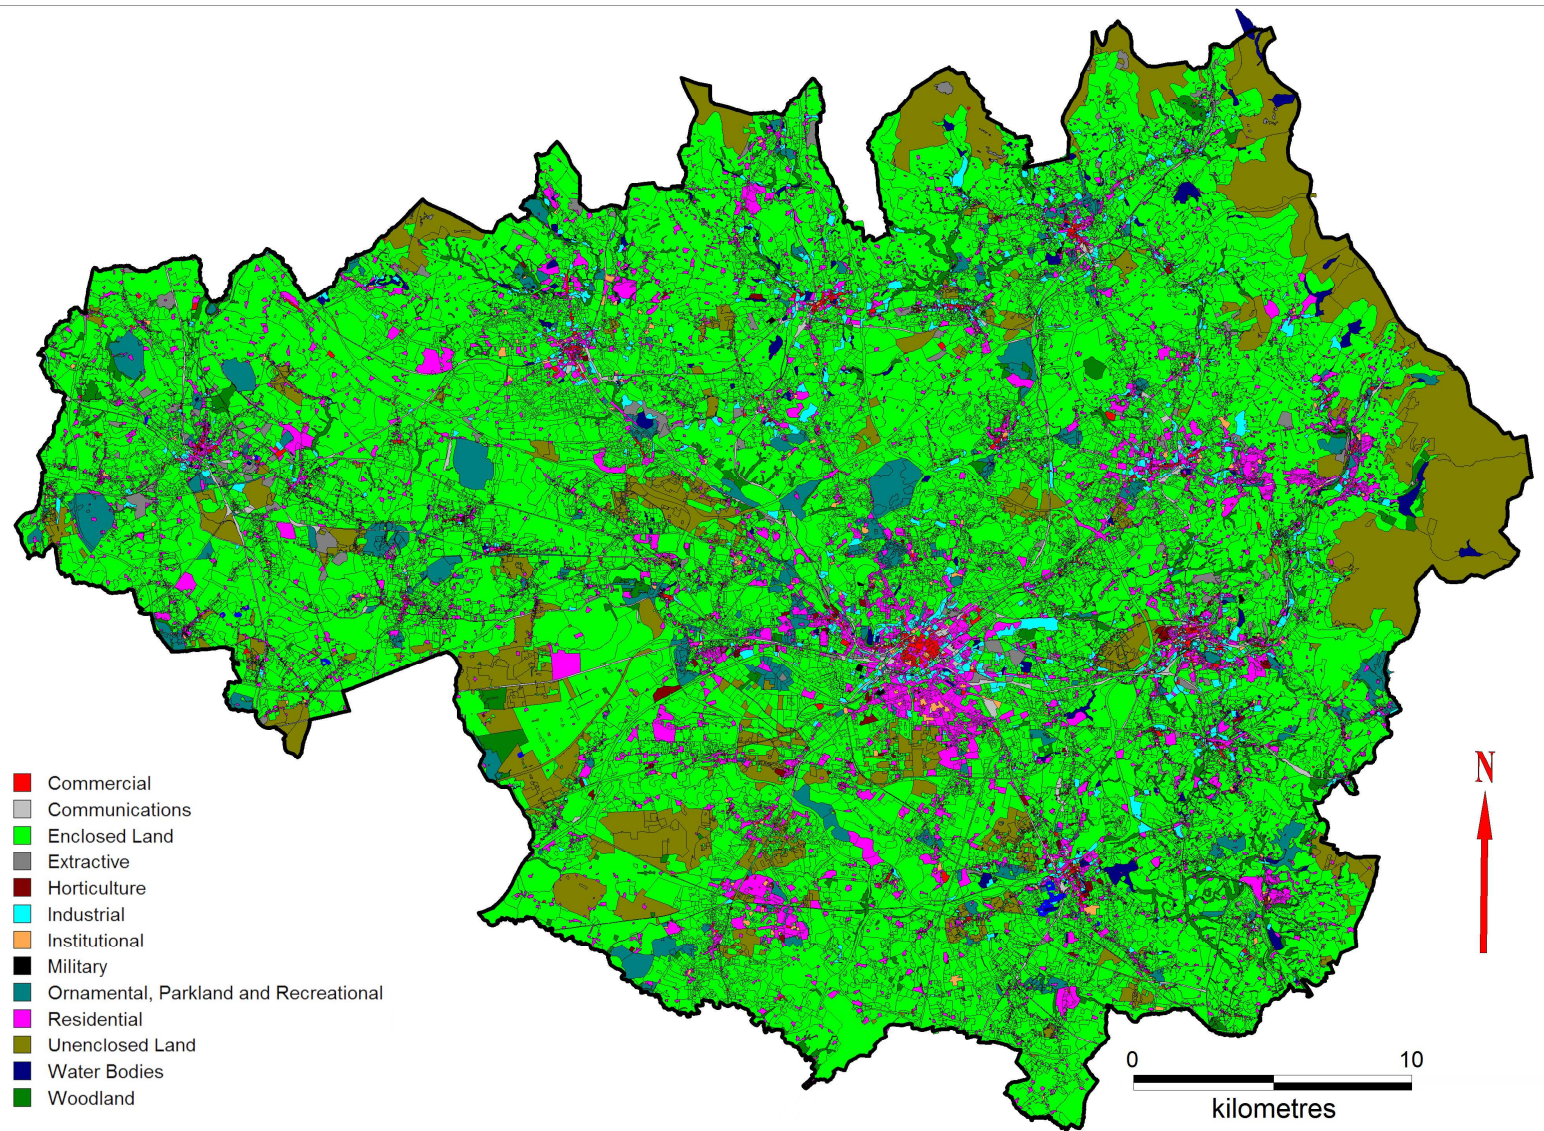 Commercial
Communications
Enclosed Land
Extractive
Horticulture
Industrial
Institutional
Military
Ornamental, Parkland and Recreational
Residential
Unenclosed Land
Water Bodies
Woodland
N
0 10
kilometres